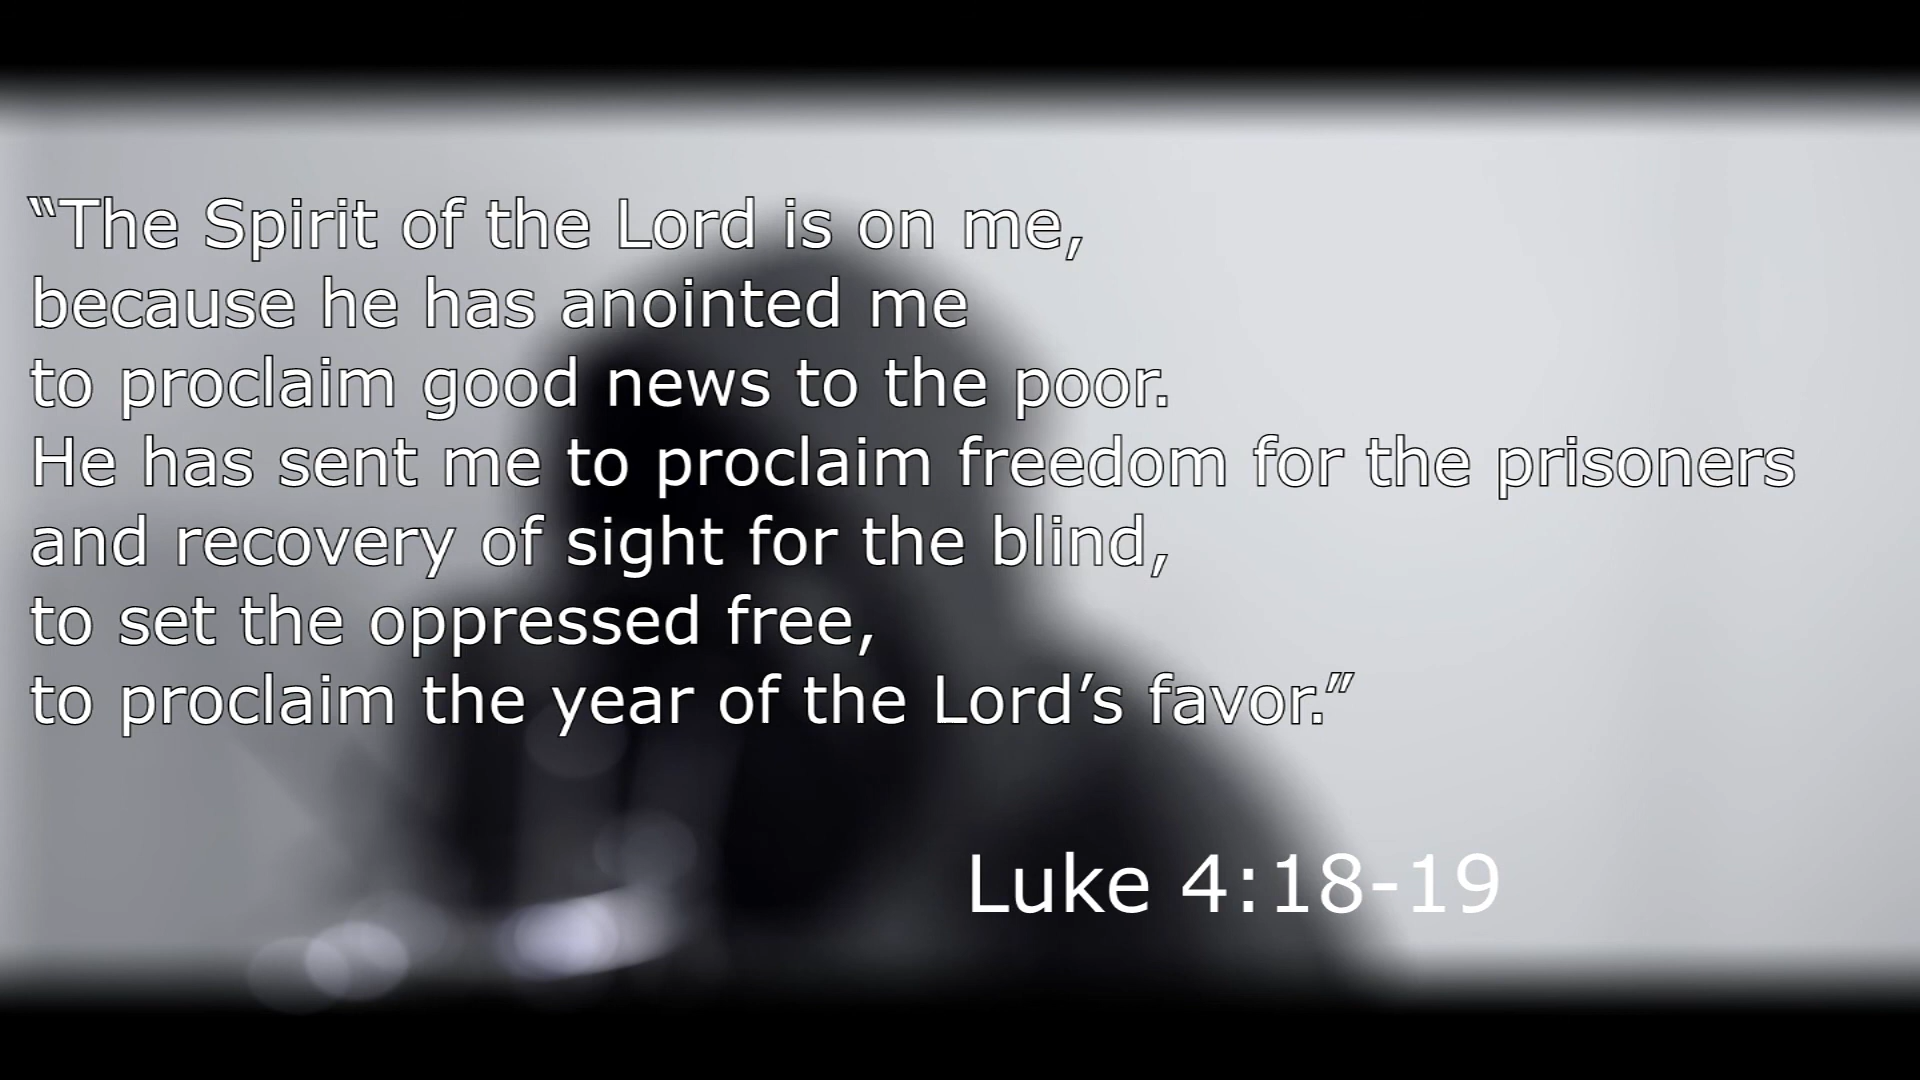 “The Spirit of the Lord is on me,
because he has anointed me
to proclaim good news to the poor.
He has sent me to proclaim freedom for the prisoners
and recovery of sight for the blind,
to set the oppressed free,
to proclaim the year of the Lord’s favor.”
Luke 4:18-19